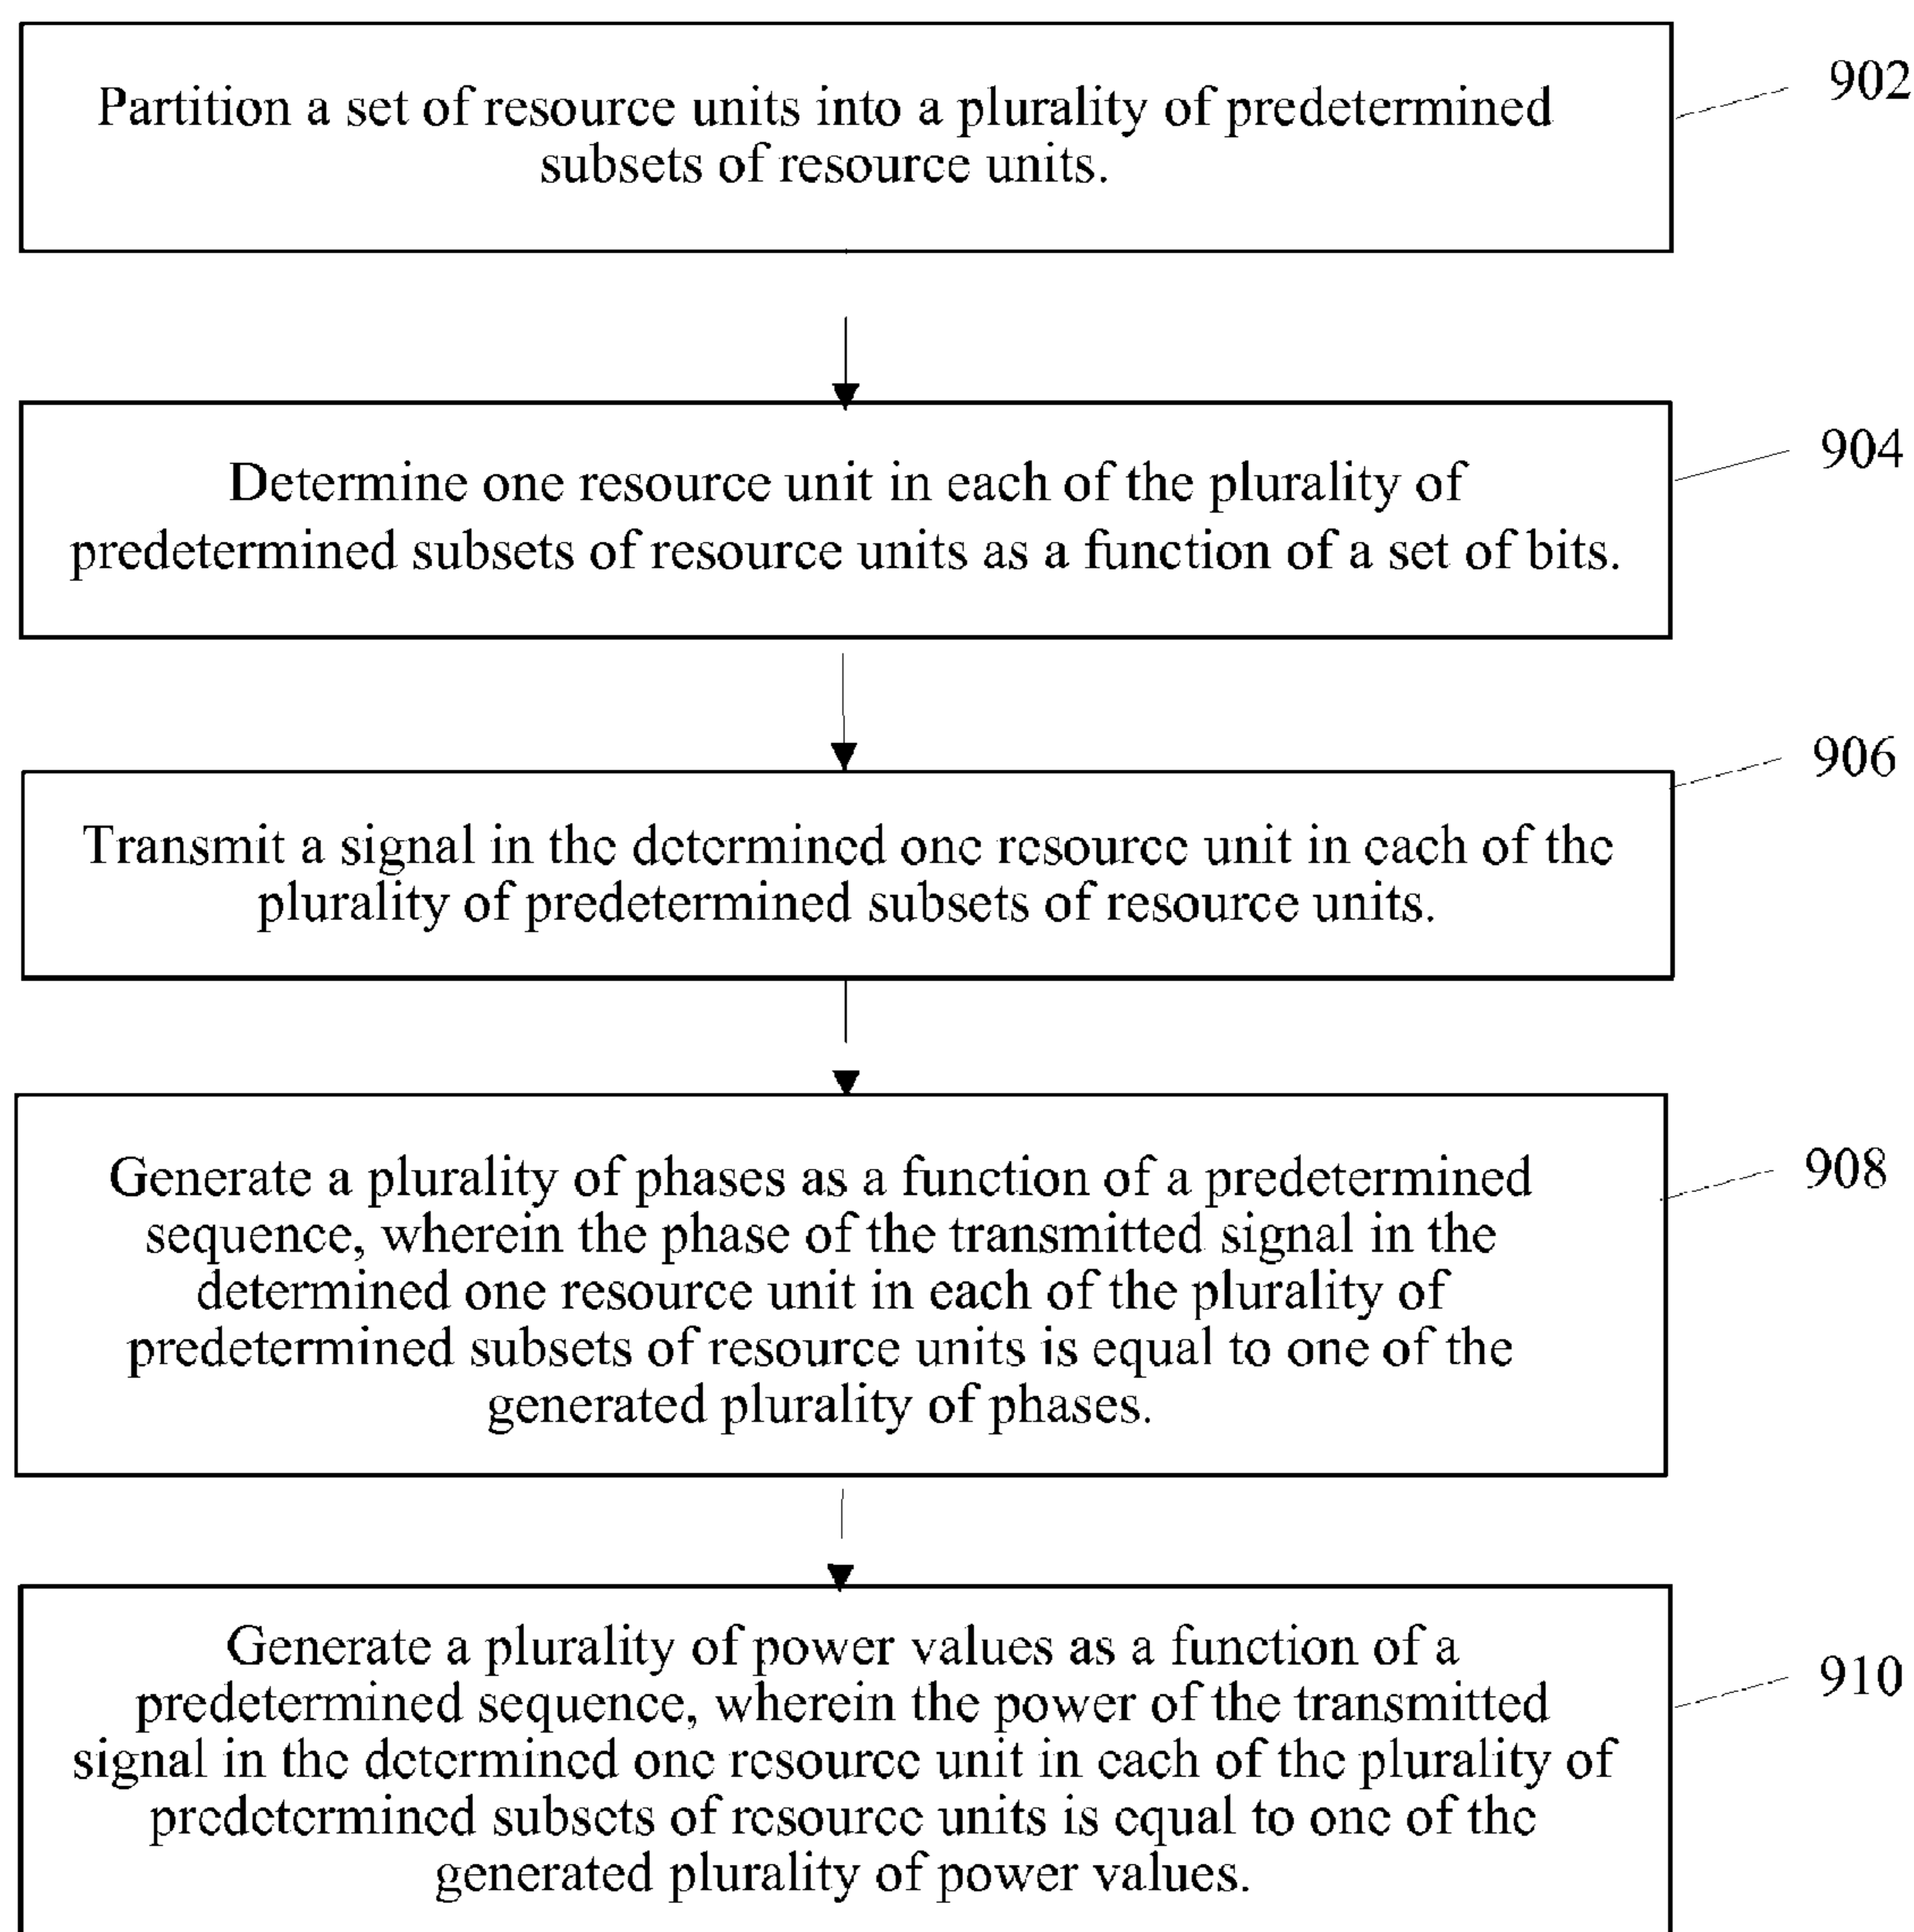 Partition a set of resource units into a plurality of predetermined
subsets of resource units.
902
Determine one resource unit in each of the plurality of
predetermined subsets of resource units as a function of a set of bits.
904
Transmit a signal in the determined one resource unit in each of the
plurality of predetermined subsets of resource units.
906
Generate a plurality of phases as a function of a predetermined
sequence, wherein the phase of the transmitted signal in the
determined one resource unit in each of the plurality of
predetermined subsets of resource units is equal to one of the
generated plurality of phases.
908
Generate a plurality of power values as a function of a
predetermined sequence, wherein the power of the transmitted
signal in the determined one resource unit in each of the plurality of
predetermined subsets of resource units is equal to one of the
generated plurality of power values.
910